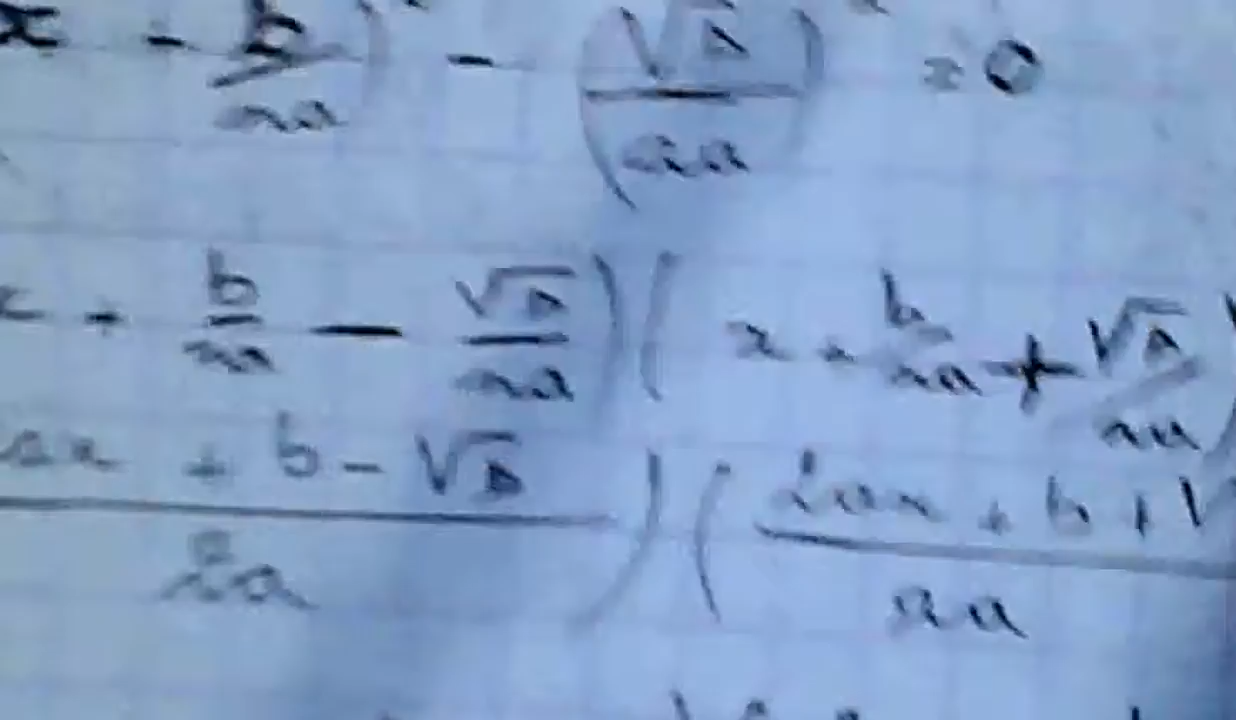 x - b/2a)² - (√Δ/2a)² = 0
x + b/2a - √Δ/2a)(x + b/2a + √Δ/2a)
2ax + b - √Δ/2a)(2ax + b + √/2a